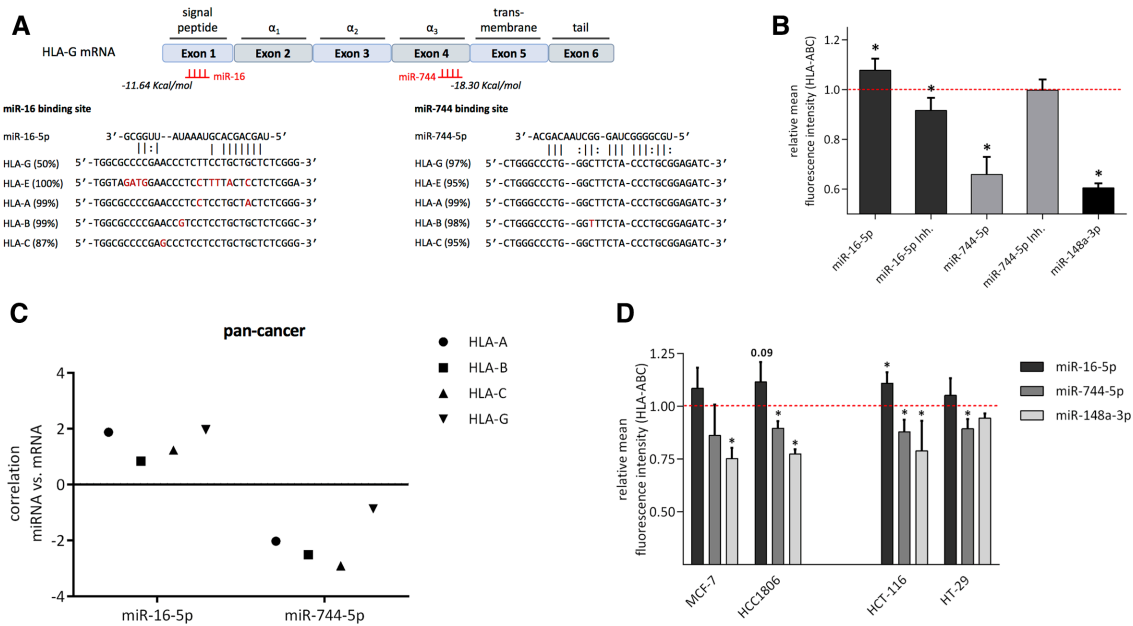 A
signal peptide
α1
α2
α3
trans-membrane
tail
HLA-G mRNA
Exon 1
Exon 2
Exon 3
Exon 4
Exon 5
Exon 6
-11.64 Kcal/mol
miR-16
miR-744
-18.30 Kcal/mol
miR-16 binding site
miR-16-5p 3’-GCGGUU--AUAAAUGCACGACGAU-5’
HLA-G (50%) 5’-TGGCGCCCCGAACCCTCTTCCTGCTGCTCTCGGG-3’
HLA-E (100%) 5’-TGGTAGATGGAACCCTCCTTTTACTCCTCTCGGA-3’
HLA-A (99%) 5’-TGGCGCCCCGAACCCTCCTCCTGCTACTCTCGGG-3’
HLA-B (99%) 5’-TGGCGCCCCGAACCGTCCTCCTGCTGCTCTCGGC-3’
HLA-C (87%) 5’-TGGCGCCCCGAGCCCTCCTCCTGCTGCTCTCGGG-3’
miR-744 binding site
miR-744-5p 3’-ACGACAAUCGG-GAUCGGGGCGU-5’
HLA-G (97%) 5’-CTGGGCCCTG--GGCTTCTA-CCCTGCGGAGATC-3’
HLA-E (95%) 5’-CTGGGCCCTG--GGCTTCTA-CCCTGCGGAGATC-3’
HLA-A (99%) 5’-CTGGGCCCTG--GGCTTCTA-CCCTGCGGAGATC-3’
HLA-B (98%) 5’-CTGGGCCCTG--GGTTTCTA-CCCTGCGGAGATC-3’
HLA-C (95%) 5’-CTGGGCCCTG--GGCTTCTA-CCCTGCGGAGATC-3’
B
relative mean
fluorescence intensity (HLA-ABC)
1.2
1.0
0.8
0.6
*
*
*
*
miR-16-5p
miR-16-5p Inh.
miR-744-5p
miR-744-5p Inh.
miR-148a-3p
C
pan-cancer
correlation
miRNA vs. mRNA
4
2
0
-2
-4
miR-16-5p
miR-744-5p
HLA-A
HLA-B
HLA-C
HLA-G
D
relative mean
fluorescence intensity (HLA-ABC)
1.25
1.00
0.75
0.50
*
0.09
*
*
*
*
*
*
MCF-7
HCC1806
HCT-116
HT-29
miR-16-5p
miR-744-5p
miR-148a-3p